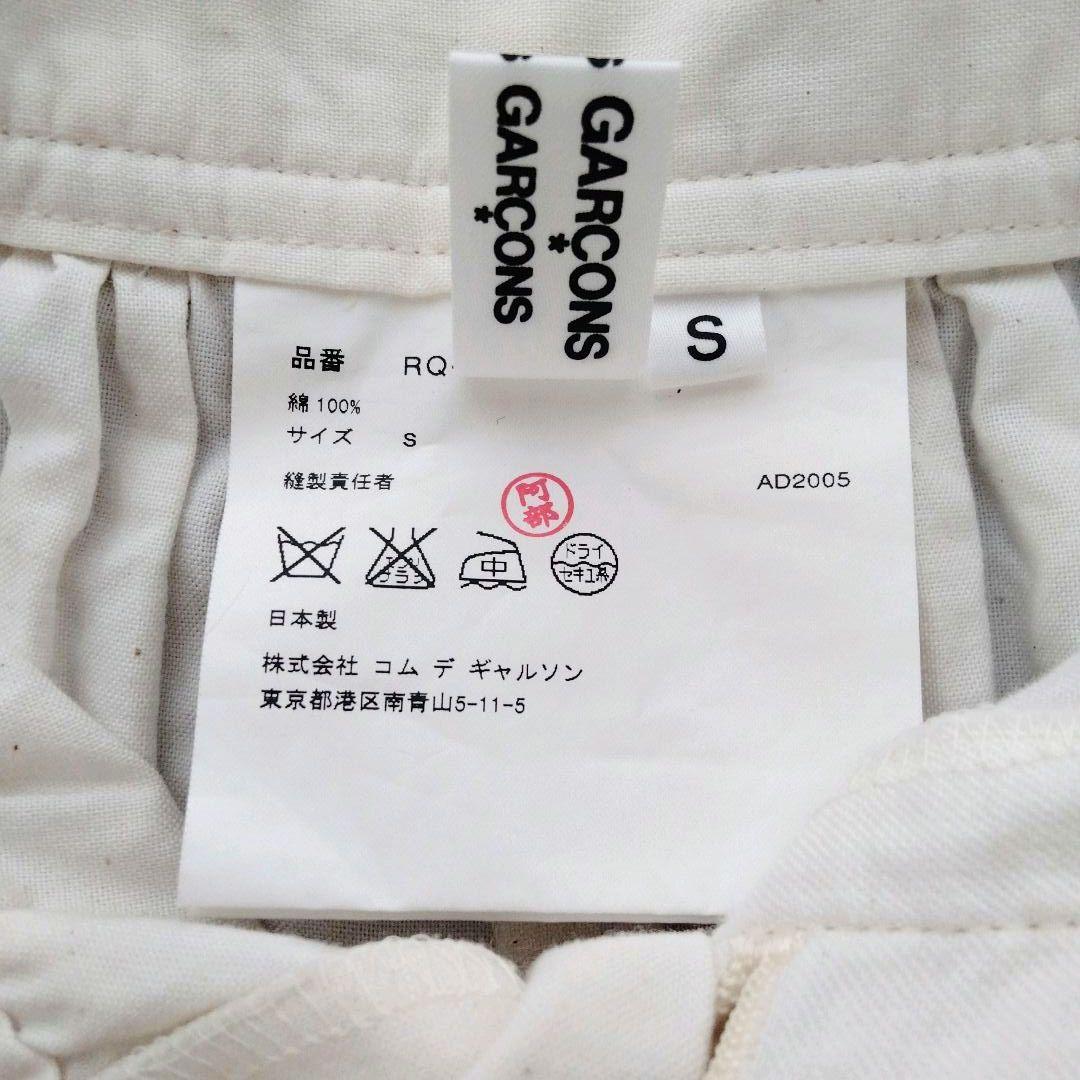 S GARÇONS
S GARÇONS
S
品番 RQ-
綿 100%
サイズ S
縫製責任者 阿部 AD2005
中 ドライ セキユ系
日本製
株式会社 コム デ ギャルソン
東京都港区南青山5-11-5